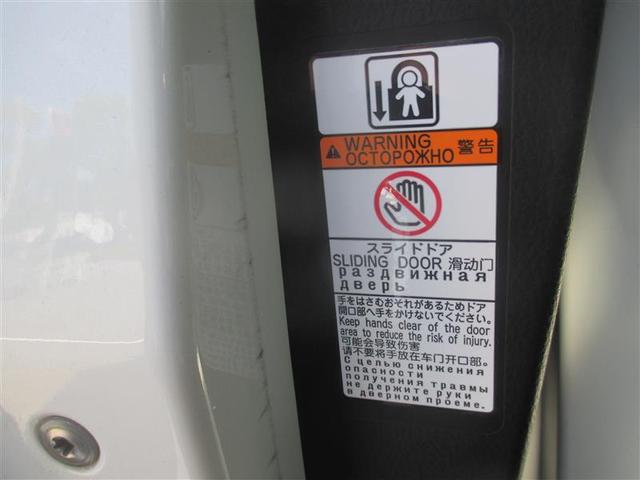 WARNING 警告
ОСТОРОЖНО
スライドドア
SLIDING DOOR 滑动门
раздвижная
дверь
手をはさむおそれがあるためドア
開口部へ手をかけないでください。
Keep hands clear of the door
area to reduce the risk of injury.
可能会导致伤害
请不要将手放在车门开口部。
С целью снижения
опасности
получения травмы
не держите руки
в дверном проеме.